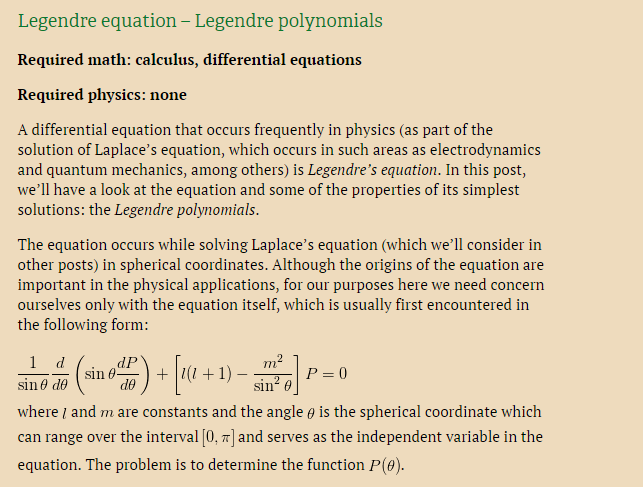 Legendre equation – Legendre polynomials
Required math: calculus, differential equations
Required physics: none
A differential equation that occurs frequently in physics (as part of the
solution of Laplace’s equation, which occurs in such areas as electrodynamics
and quantum mechanics, among others) is Legendre’s equation. In this post,
we’ll have a look at the equation and some of the properties of its simplest
solutions: the Legendre polynomials.
The equation occurs while solving Laplace’s equation (which we’ll consider in
other posts) in spherical coordinates. Although the origins of the equation are
important in the physical applications, for our purposes here we need concern
ourselves only with the equation itself, which is usually first encountered in
the following form:
\frac{1}{\sin\theta}\frac{d}{d\theta}\left(\sin\theta\frac{dP}{d\theta}\right)+\left[l(l+1)-\frac{m^2}{\sin^2\theta}\right]P=0
where l and m are constants and the angle θ is the spherical coordinate which
can range over the interval [0, π] and serves as the independent variable in the
equation. The problem is to determine the function P(θ).